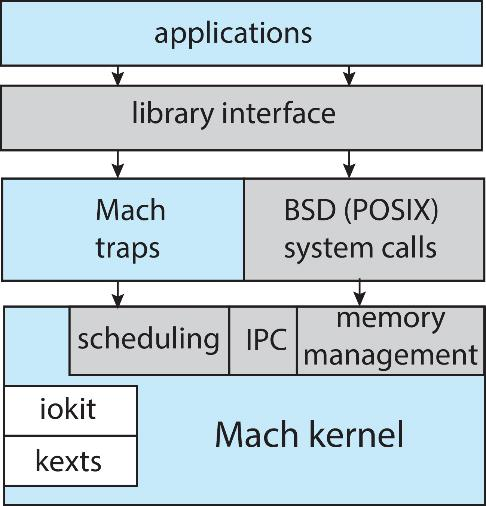 applications
library interface
Mach
traps
BSD (POSIX)
system calls
scheduling
IPC
memory
management
iokit
kexts
Mach kernel